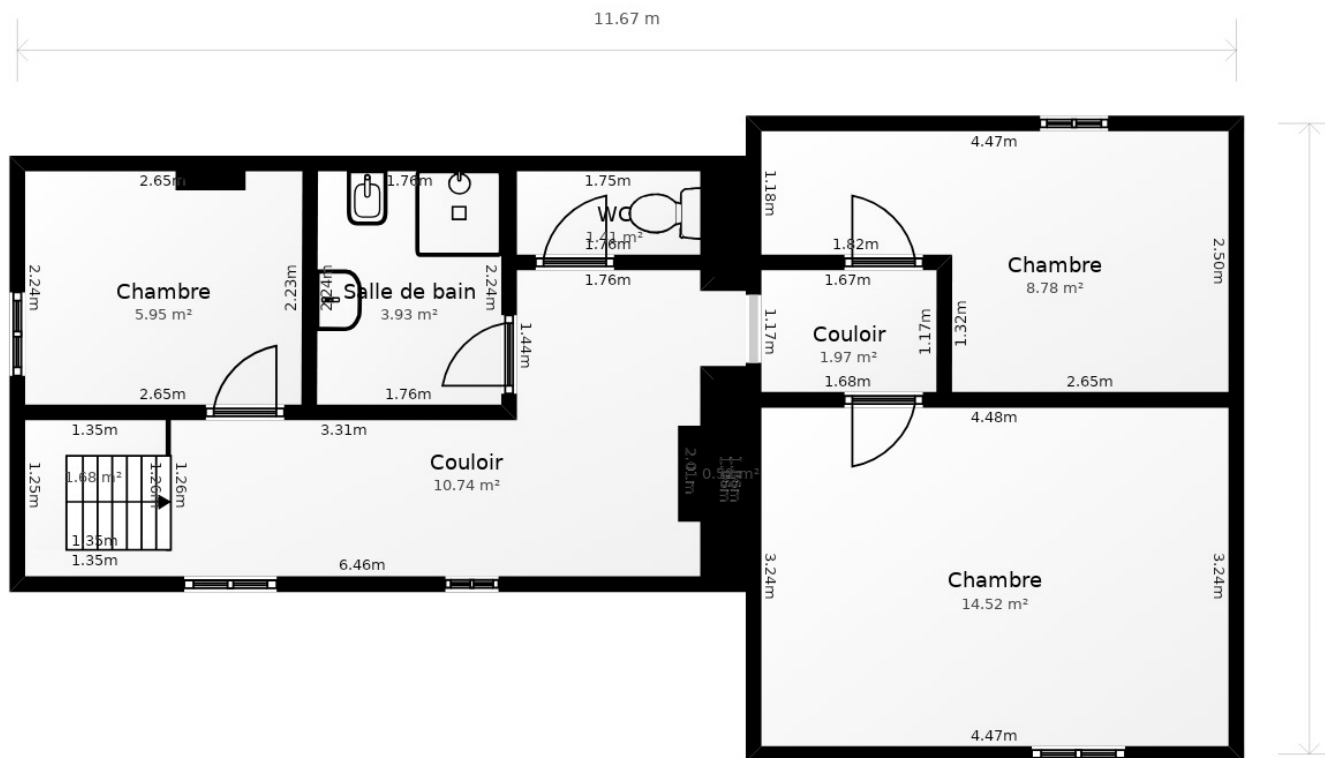 11.67 m
4.47m
2.65m
1.76m
1.75m
1.18m
WC
1.41 m²
1.76m
1.82m
2.50m
2.24m
2.23m
2.24m
2.24m
1.76m
1.67m
Chambre
8.78 m²
Chambre
5.95 m²
Salle de bain
3.93 m²
1.44m
1.17m
Couloir
1.97 m²
1.17m
1.32m
2.65m
1.76m
1.68m
2.65m
1.35m
3.31m
4.48m
Couloir
10.74 m²
1.25m
1.68 m²
1.26m
1.26m
2.01m
1.35m
1.35m
6.46m
3.24m
Chambre
14.52 m²
3.24m
4.47m